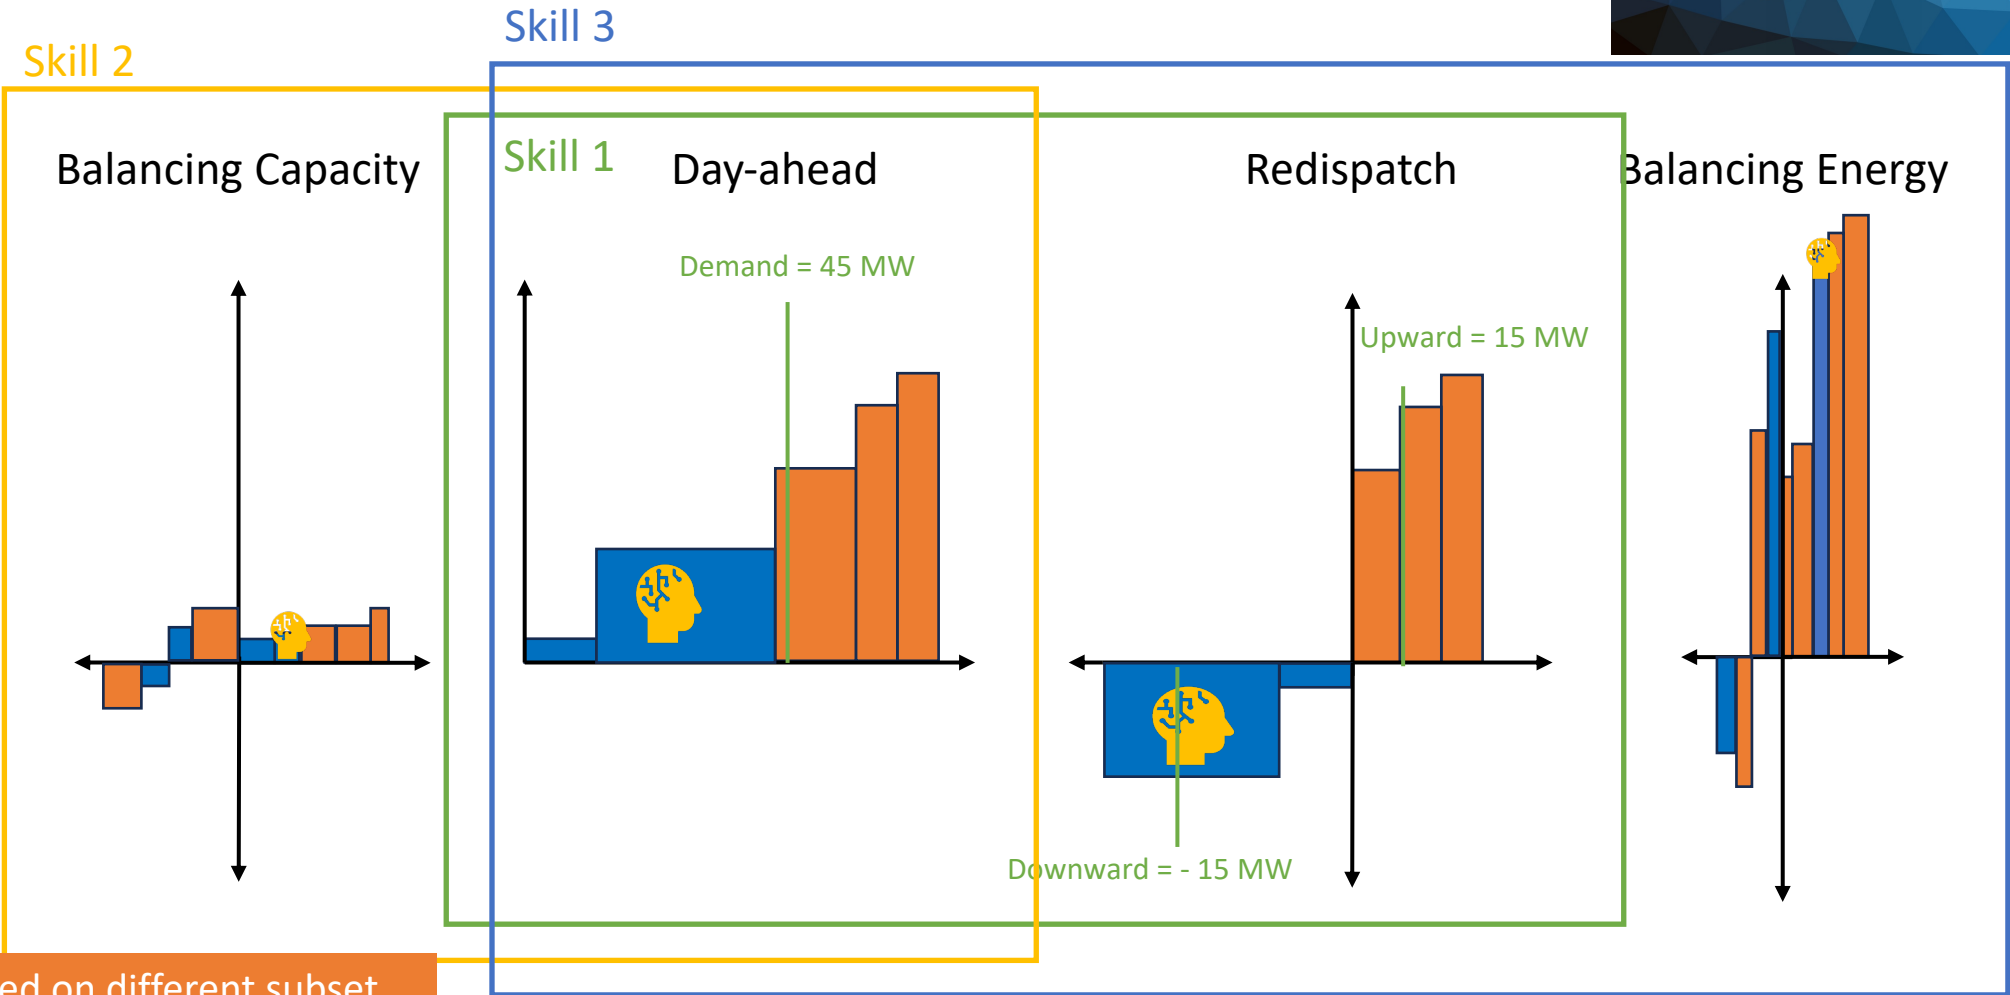 Skill 3
Skill 2
Skill 1
Balancing Capacity
Day-ahead
Redispatch
Balancing Energy
Demand = 45 MW
Upward = 15 MW
Downward = - 15 MW
on different subset